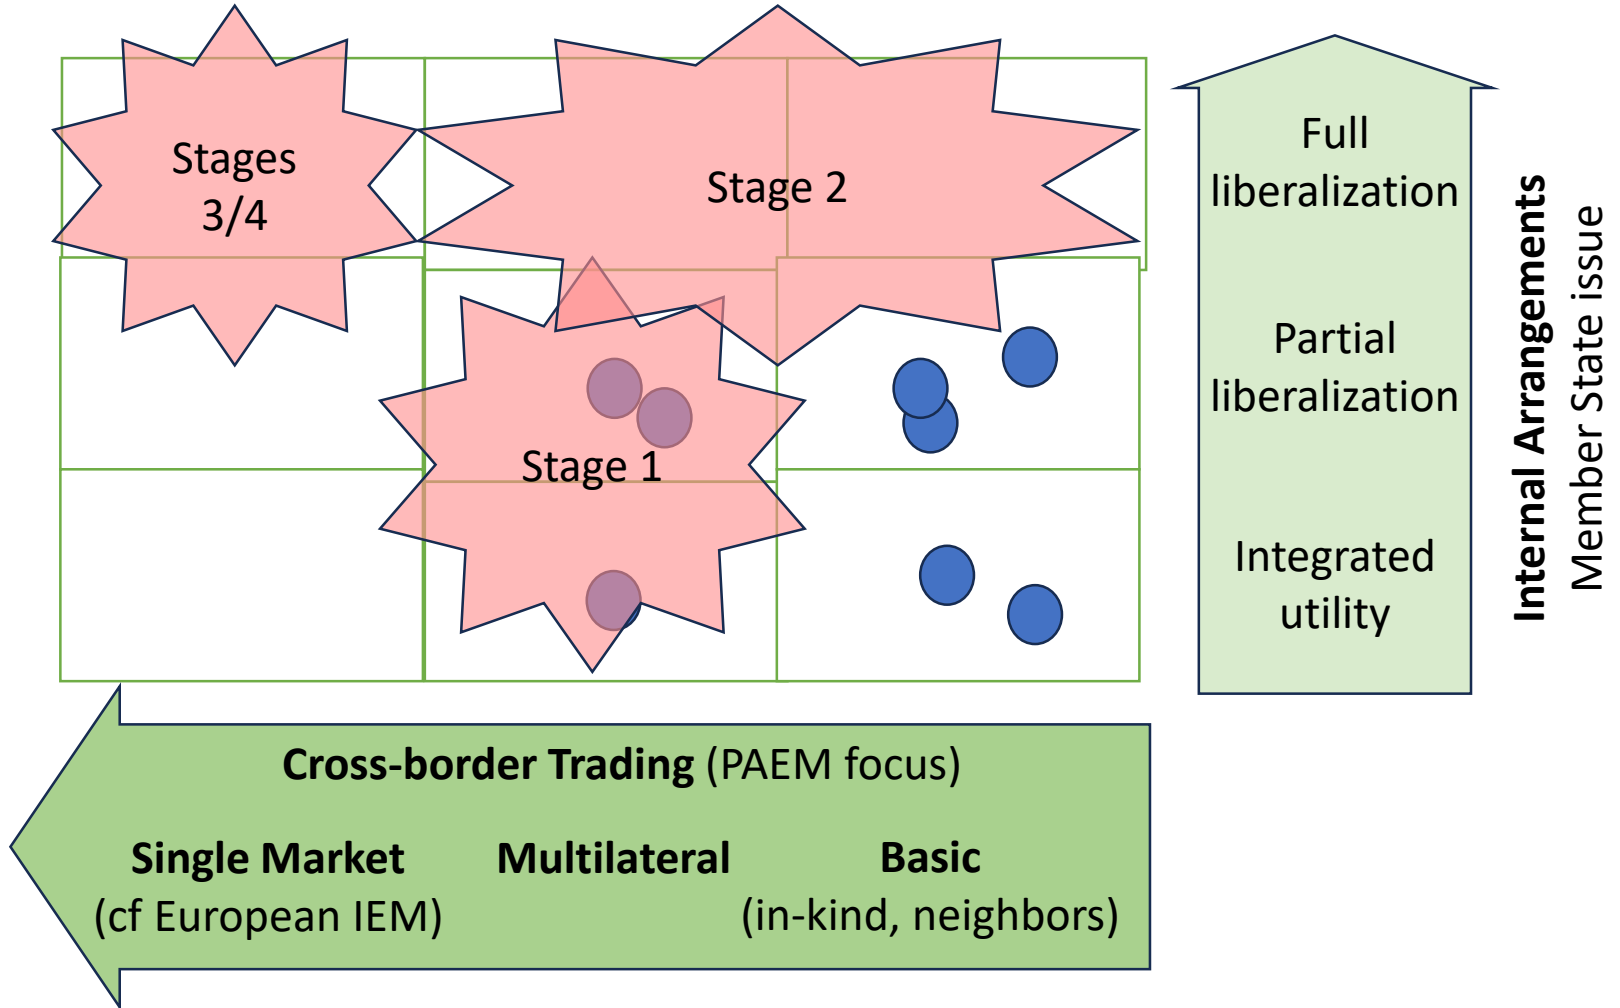 Stages
3/4
Stage 2
Stage 1
Full
liberalization
Partial
liberalization
Integrated
utility
Internal Arrangements
Member State issue
Cross-border Trading (PAEM focus)
Single Market Multilateral Basic
(cf European IEM) (in-kind, neighbors)